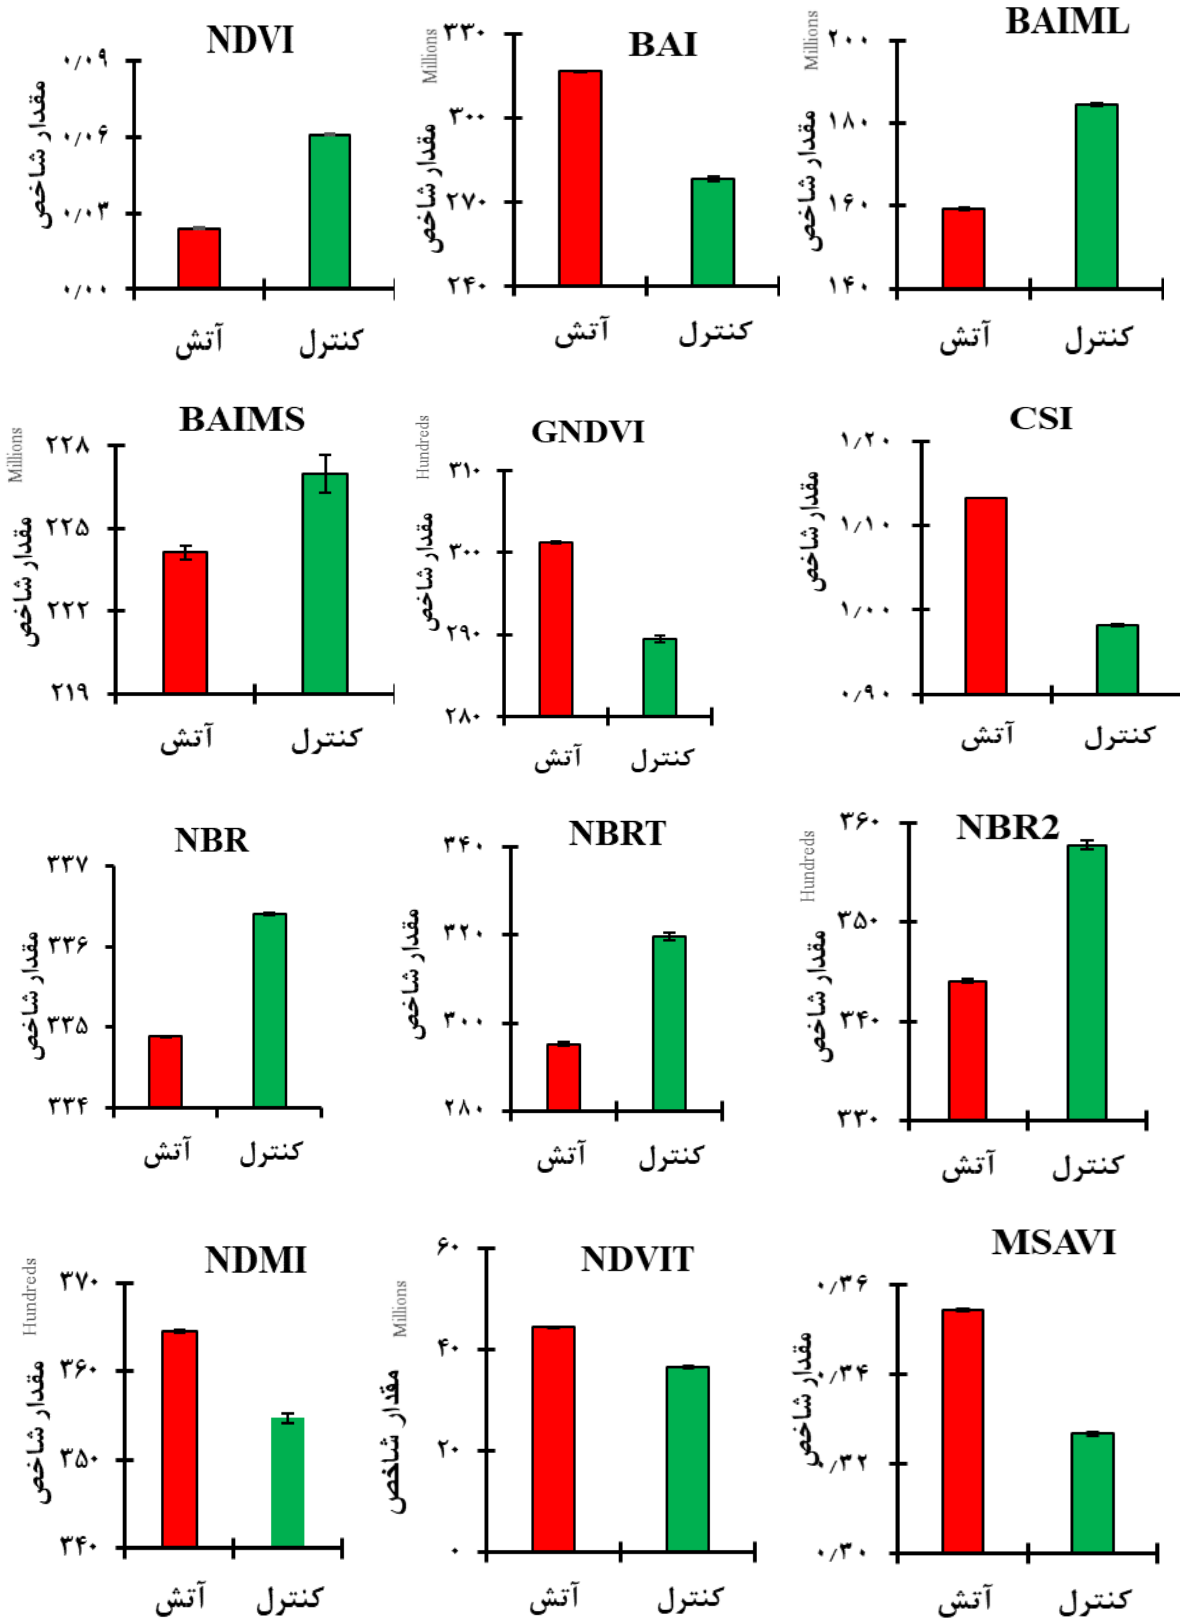 NDVI
مقدار شاخص
۰/۰۹
۰/۰۶
۰/۰۳
۰/۰۰
آتش
کنترل
BAI
Millions
مقدار شاخص
۳۳۰
۳۰۰
۲۷۰
۲۴۰
آتش
کنترل
BAIML
Millions
مقدار شاخص
۲۰۰
۱۸۰
۱۶۰
۱۴۰
آتش
کنترل
BAIMS
Millions
مقدار شاخص
۲۲۸
۲۲۵
۲۲۲
۲۱۹
آتش
کنترل
GNDVI
Hundreds
مقدار شاخص
۳۱۰
۳۰۰
۲۹۰
۲۸۰
آتش
کنترل
CSI
مقدار شاخص
۱/۲۰
۱/۱۰
۱/۰۰
۰/۹۰
آتش
کنترل
NBR
مقدار شاخص
۳۳۷
۳۳۶
۳۳۵
۳۳۴
آتش
کنترل
NBRT
مقدار شاخص
۳۴۰
۳۲۰
۳۰۰
۲۸۰
آتش
کنترل
NBR2
Hundreds
مقدار شاخص
۳۶۰
۳۵۰
۳۴۰
۳۳۰
آتش
کنترل
NDMI
Hundreds
مقدار شاخص
۳۷۰
۳۶۰
۳۵۰
۳۴۰
آتش
کنترل
NDVIT
Millions
مقدار شاخص
۶۰
۴۰
۲۰
۰
آتش
کنترل
MSAVI
مقدار شاخص
۰/۳۶
۰/۳۴
۰/۳۲
۰/۳۰
آتش
کنترل